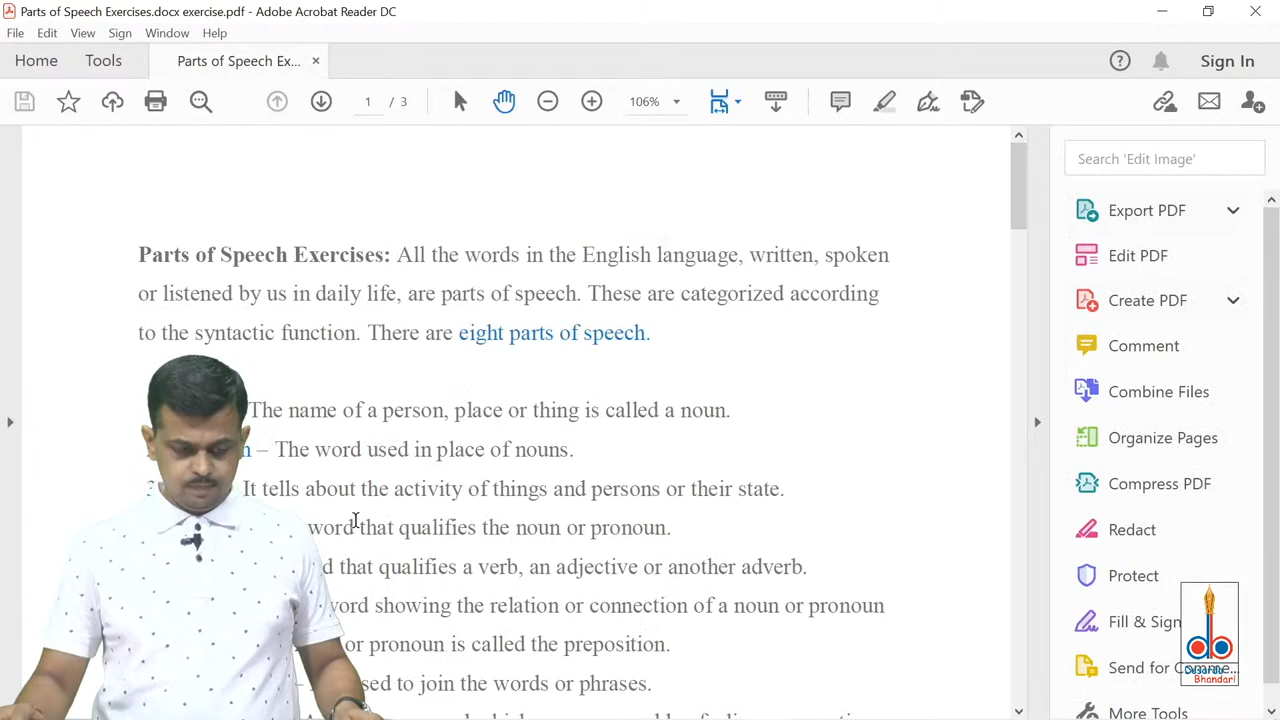 Parts of Speech Exercises.docx exercise.pdf - Adobe Acrobat Reader DC
File Edit View Sign Window Help
Home Tools Parts of Speech Ex... × Sign In
1 / 3 106%
Search 'Edit Image'
Export PDF
Edit PDF
Create PDF
Comment
Combine Files
Organize Pages
Compress PDF
Redact
Protect
Fill & Sign
Send for Comme...
More Tools
Parts of Speech Exercises: All the words in the English language, written, spoken
or listened by us in daily life, are parts of speech. These are categorized according
to the syntactic function. There are eight parts of speech.
The name of a person, place or thing is called a noun.
n – The word used in place of nouns.
It tells about the activity of things and persons or their state.
word that qualifies the noun or pronoun.
d that qualifies a verb, an adjective or another adverb.
word showing the relation or connection of a noun or pronoun
or pronoun is called the preposition.
sed to join the words or phrases.
Bhandari